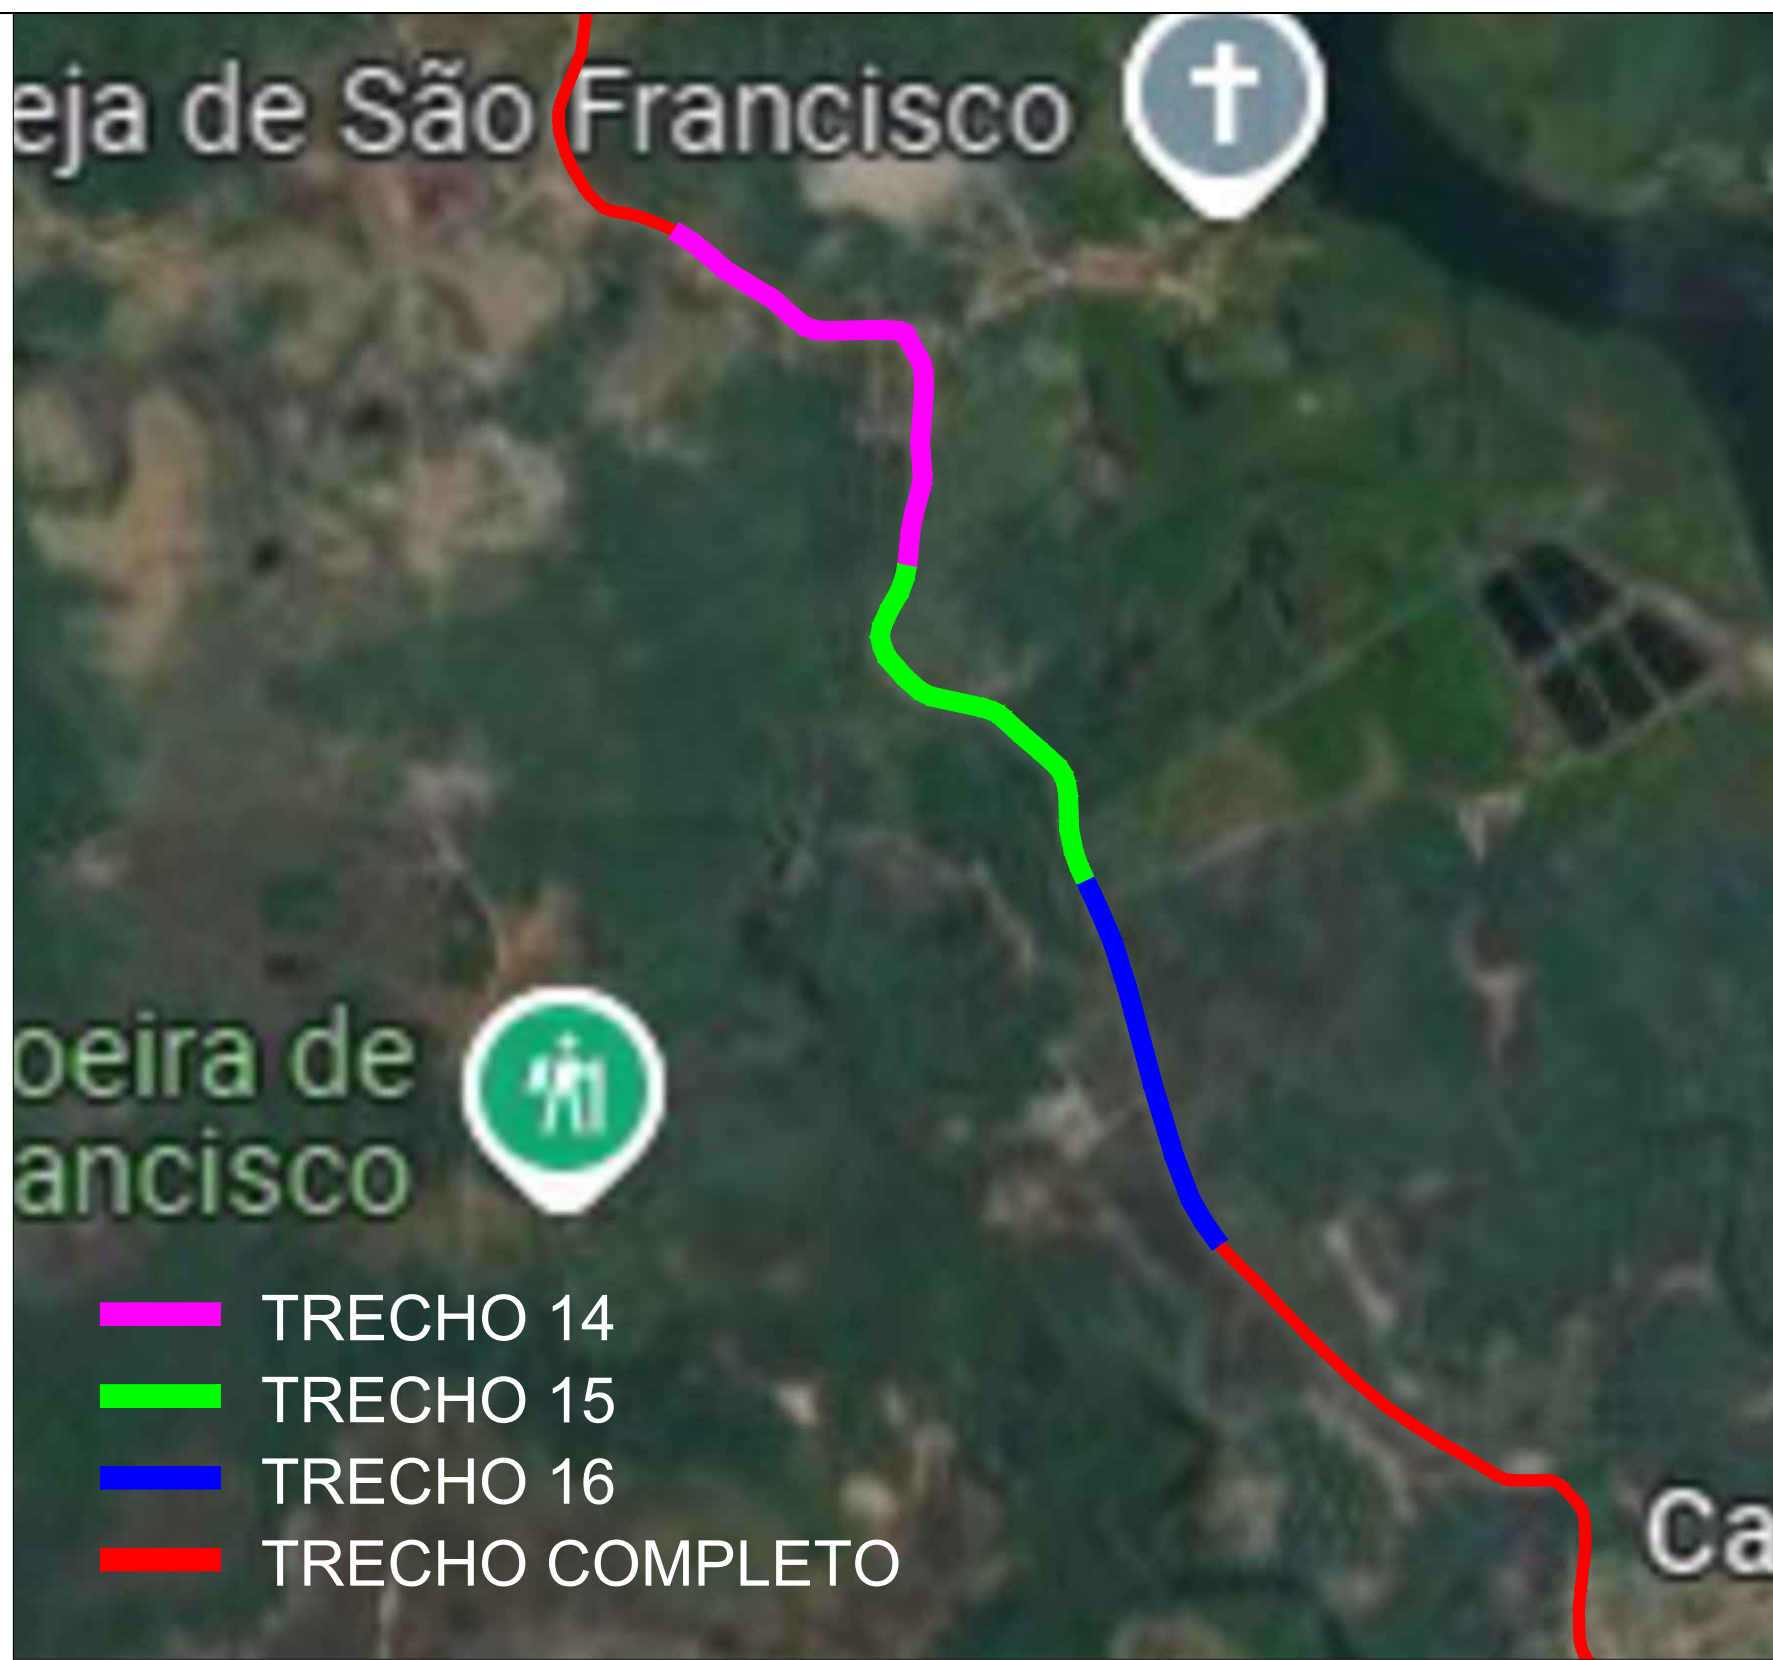 eja de São Francisco
oeira de
ancisco
TRECHO 14
TRECHO 15
TRECHO 16
TRECHO COMPLETO
Ca